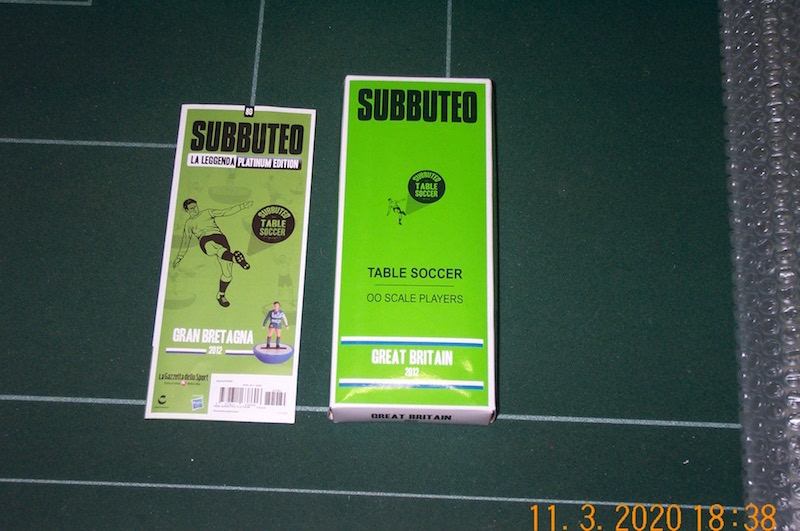 86
SUBBUTEO
LA LEGGENDA PLATINUM EDITION
SUBBUTEO
TABLE
SOCCER
GRAN BRETAGNA
2012
La Gazzetta dello Sport
SUBBUTEO
SUBBUTEO
TABLE
SOCCER
TABLE SOCCER
OO SCALE PLAYERS
GREAT BRITAIN
2012
GREAT BRITAIN
11. 3. 2020 18:38